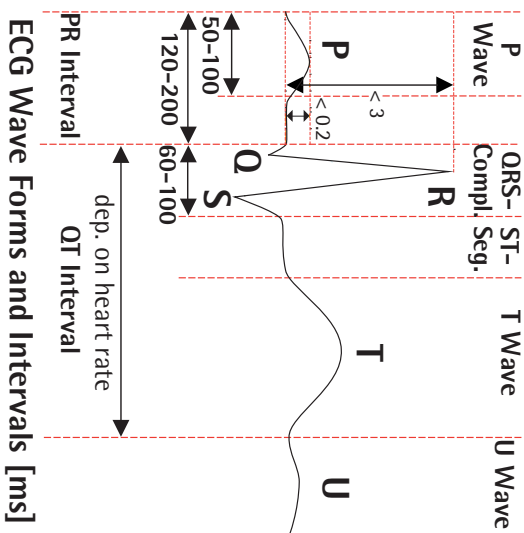 P
Wave
QRS–
Compl.
ST–
Seg.
T Wave
U Wave
R
< 3
P
< 0.2
T
U
Q
S
50–100
60–100
120–200
PR Interval
dep. on heart rate
QT Interval
ECG Wave Forms and Intervals [ms]